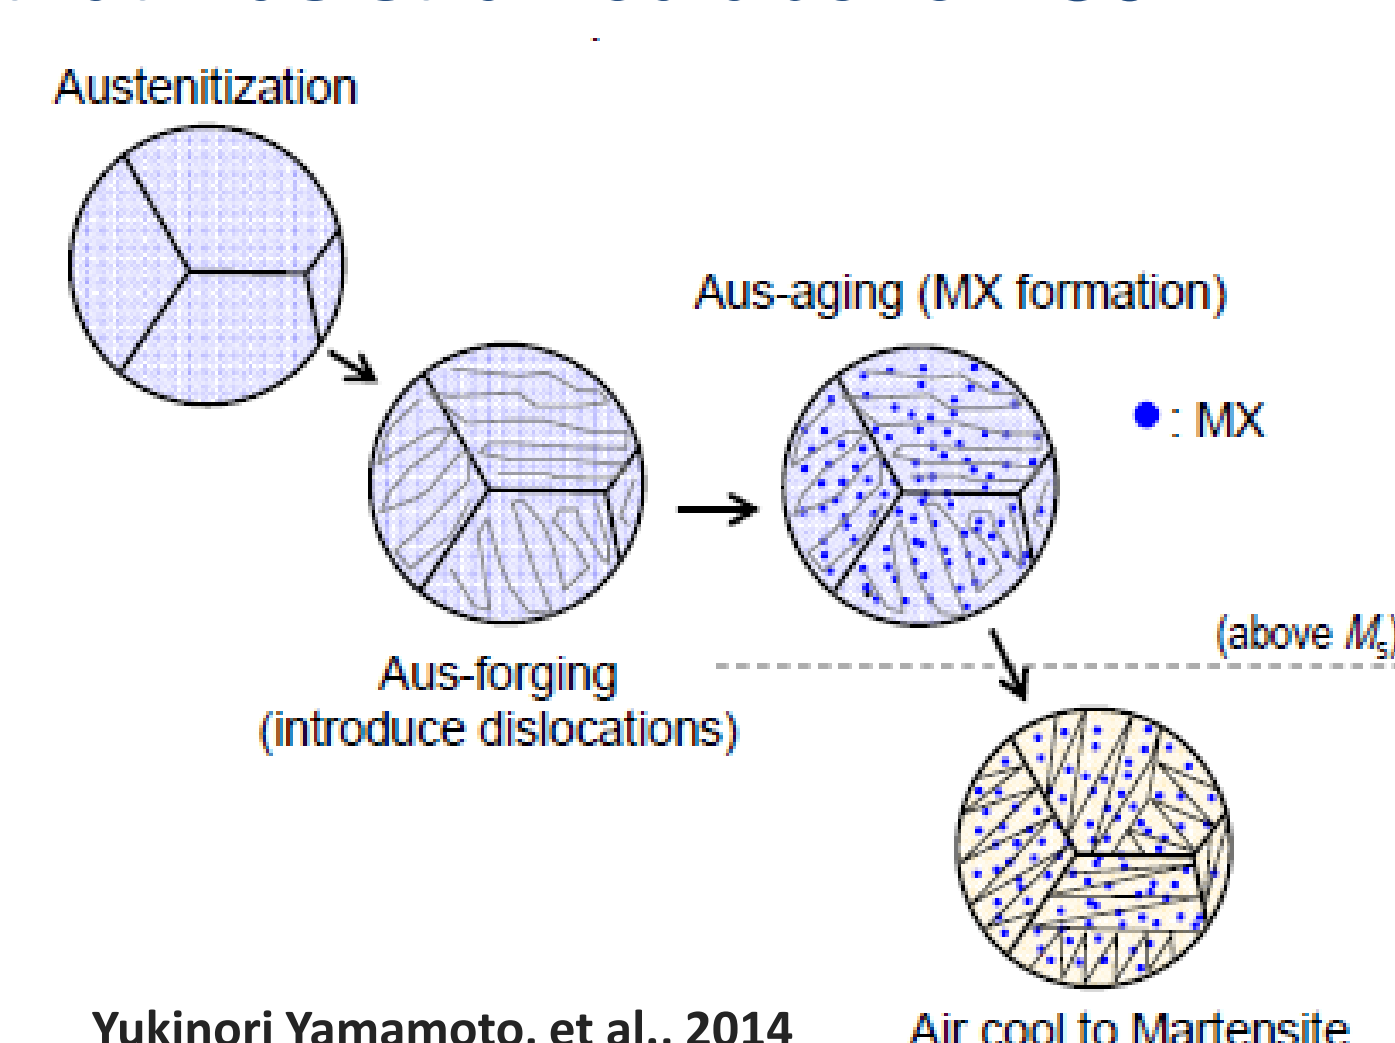 Austenitization
Aus-aging (MX formation)
: MX
(above Ms)
Aus-forging
(introduce dislocations)
Yukinori Yamamoto, et al., 2014
Air cool to Martensite